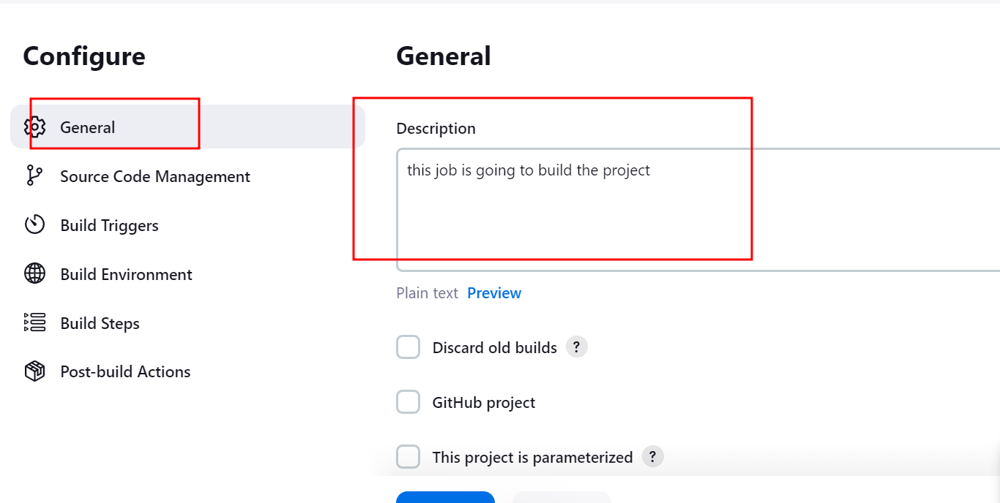 Configure
General
Source Code Management
Build Triggers
Build Environment
Build Steps
Post-build Actions
General
Description
this job is going to build the project
Plain text Preview
Discard old builds ?
GitHub project
This project is parameterized ?